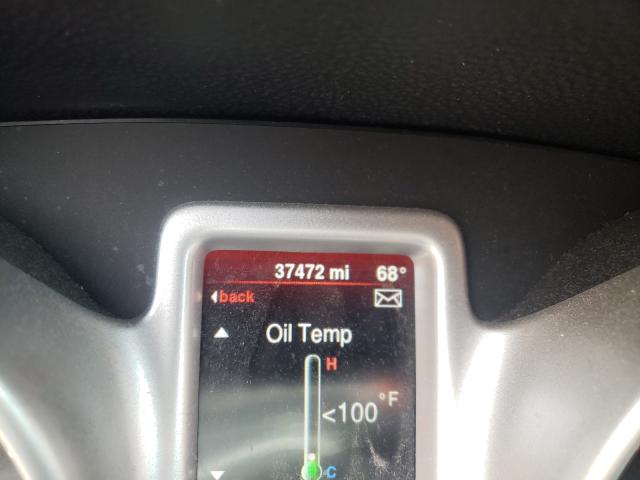 37472 mi 68°
back
Oil Temp
H
<100 °F
C